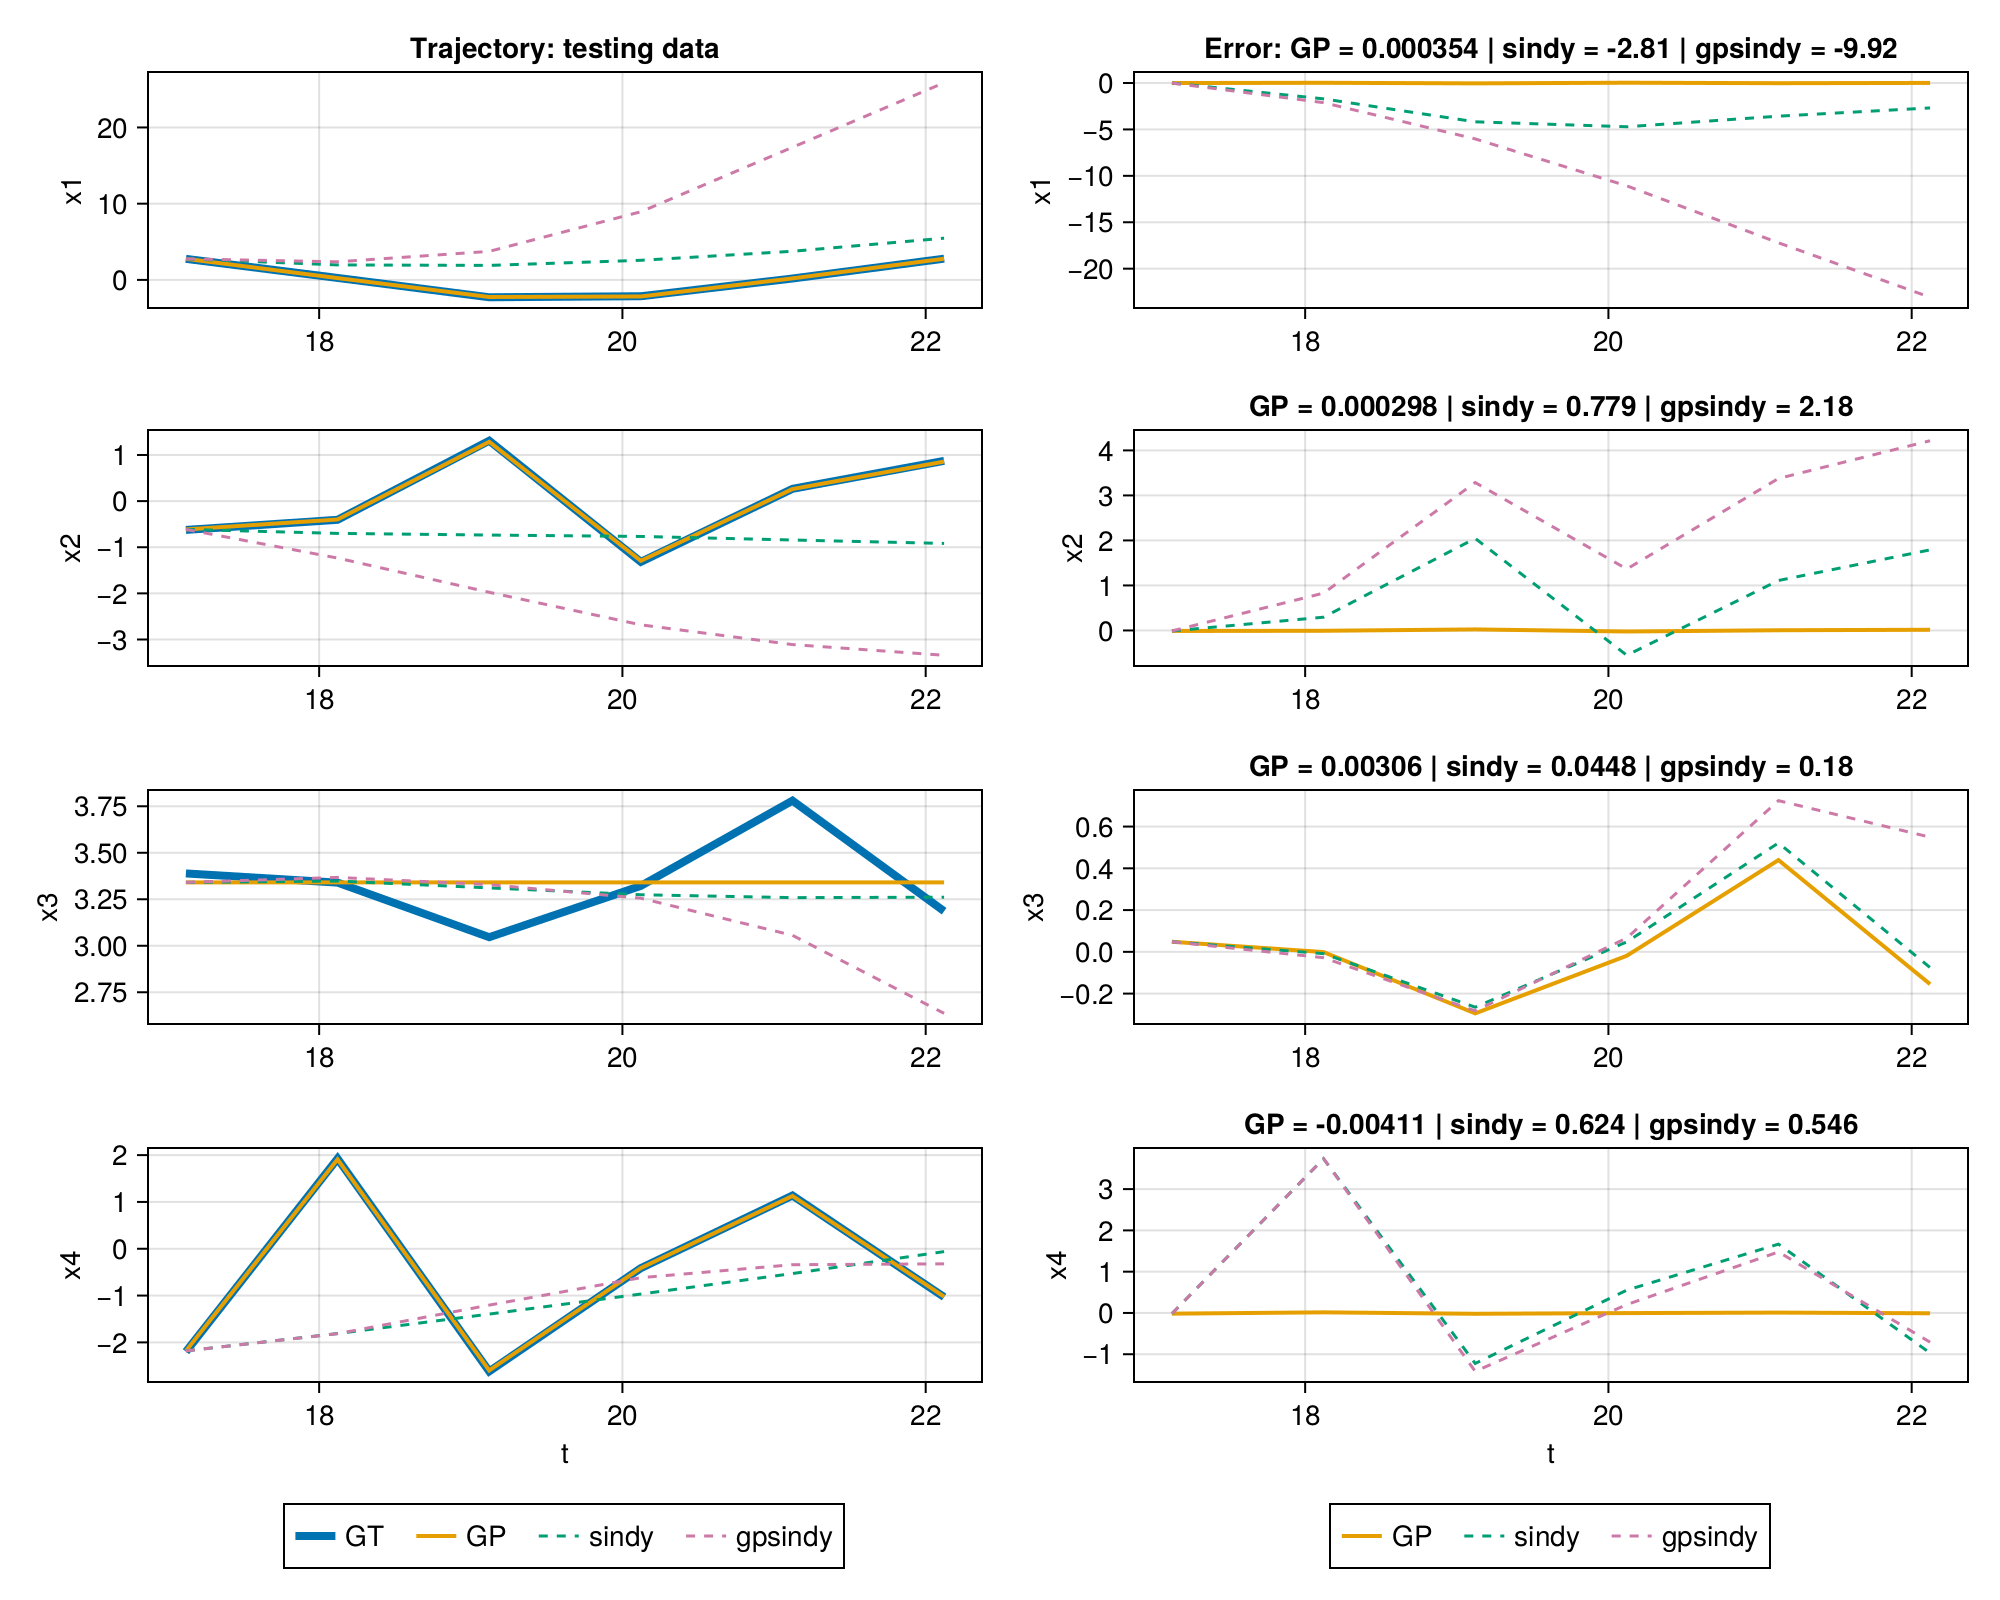 Trajectory: testing data
x1
20
10
0
18 20 22
Error: GP = 0.000354 | sindy = -2.81 | gpsindy = -9.92
x1
0
−5
−10
−15
−20
18 20 22
x2
1
0
−1
−2
−3
18 20 22
GP = 0.000298 | sindy = 0.779 | gpsindy = 2.18
x2
4
3
2
1
0
18 20 22
x3
3.75
3.50
3.25
3.00
2.75
18 20 22
GP = 0.00306 | sindy = 0.0448 | gpsindy = 0.18
x3
0.6
0.4
0.2
0.0
−0.2
18 20 22
x4
2
1
0
−1
−2
18 20 22
t
GP = -0.00411 | sindy = 0.624 | gpsindy = 0.546
x4
3
2
1
0
−1
18 20 22
t
GT GP sindy gpsindy
GP sindy gpsindy